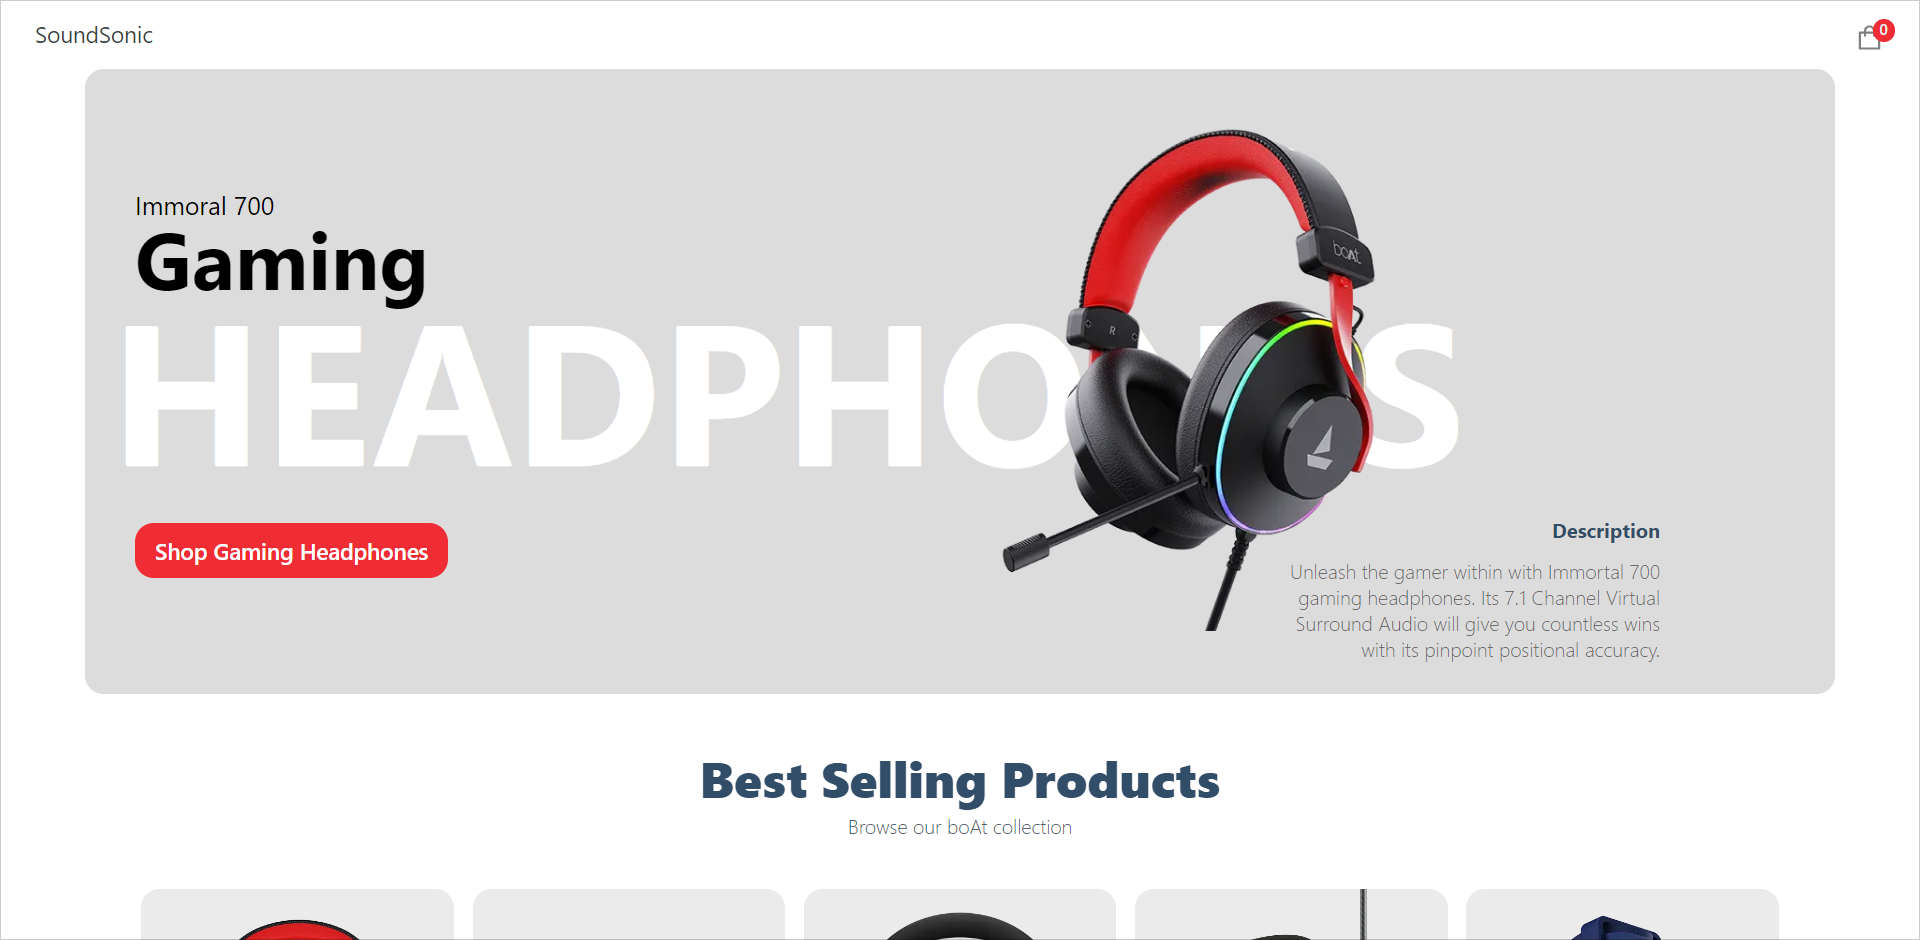 SoundSonic
0
Immoral 700
Gaming
HEADPHONES
boAt
R
Shop Gaming Headphones
Description
Unleash the gamer within with Immortal 700
gaming headphones. Its 7.1 Channel Virtual
Surround Audio will give you countless wins
with its pinpoint positional accuracy.
Best Selling Products
Browse our boAt collection